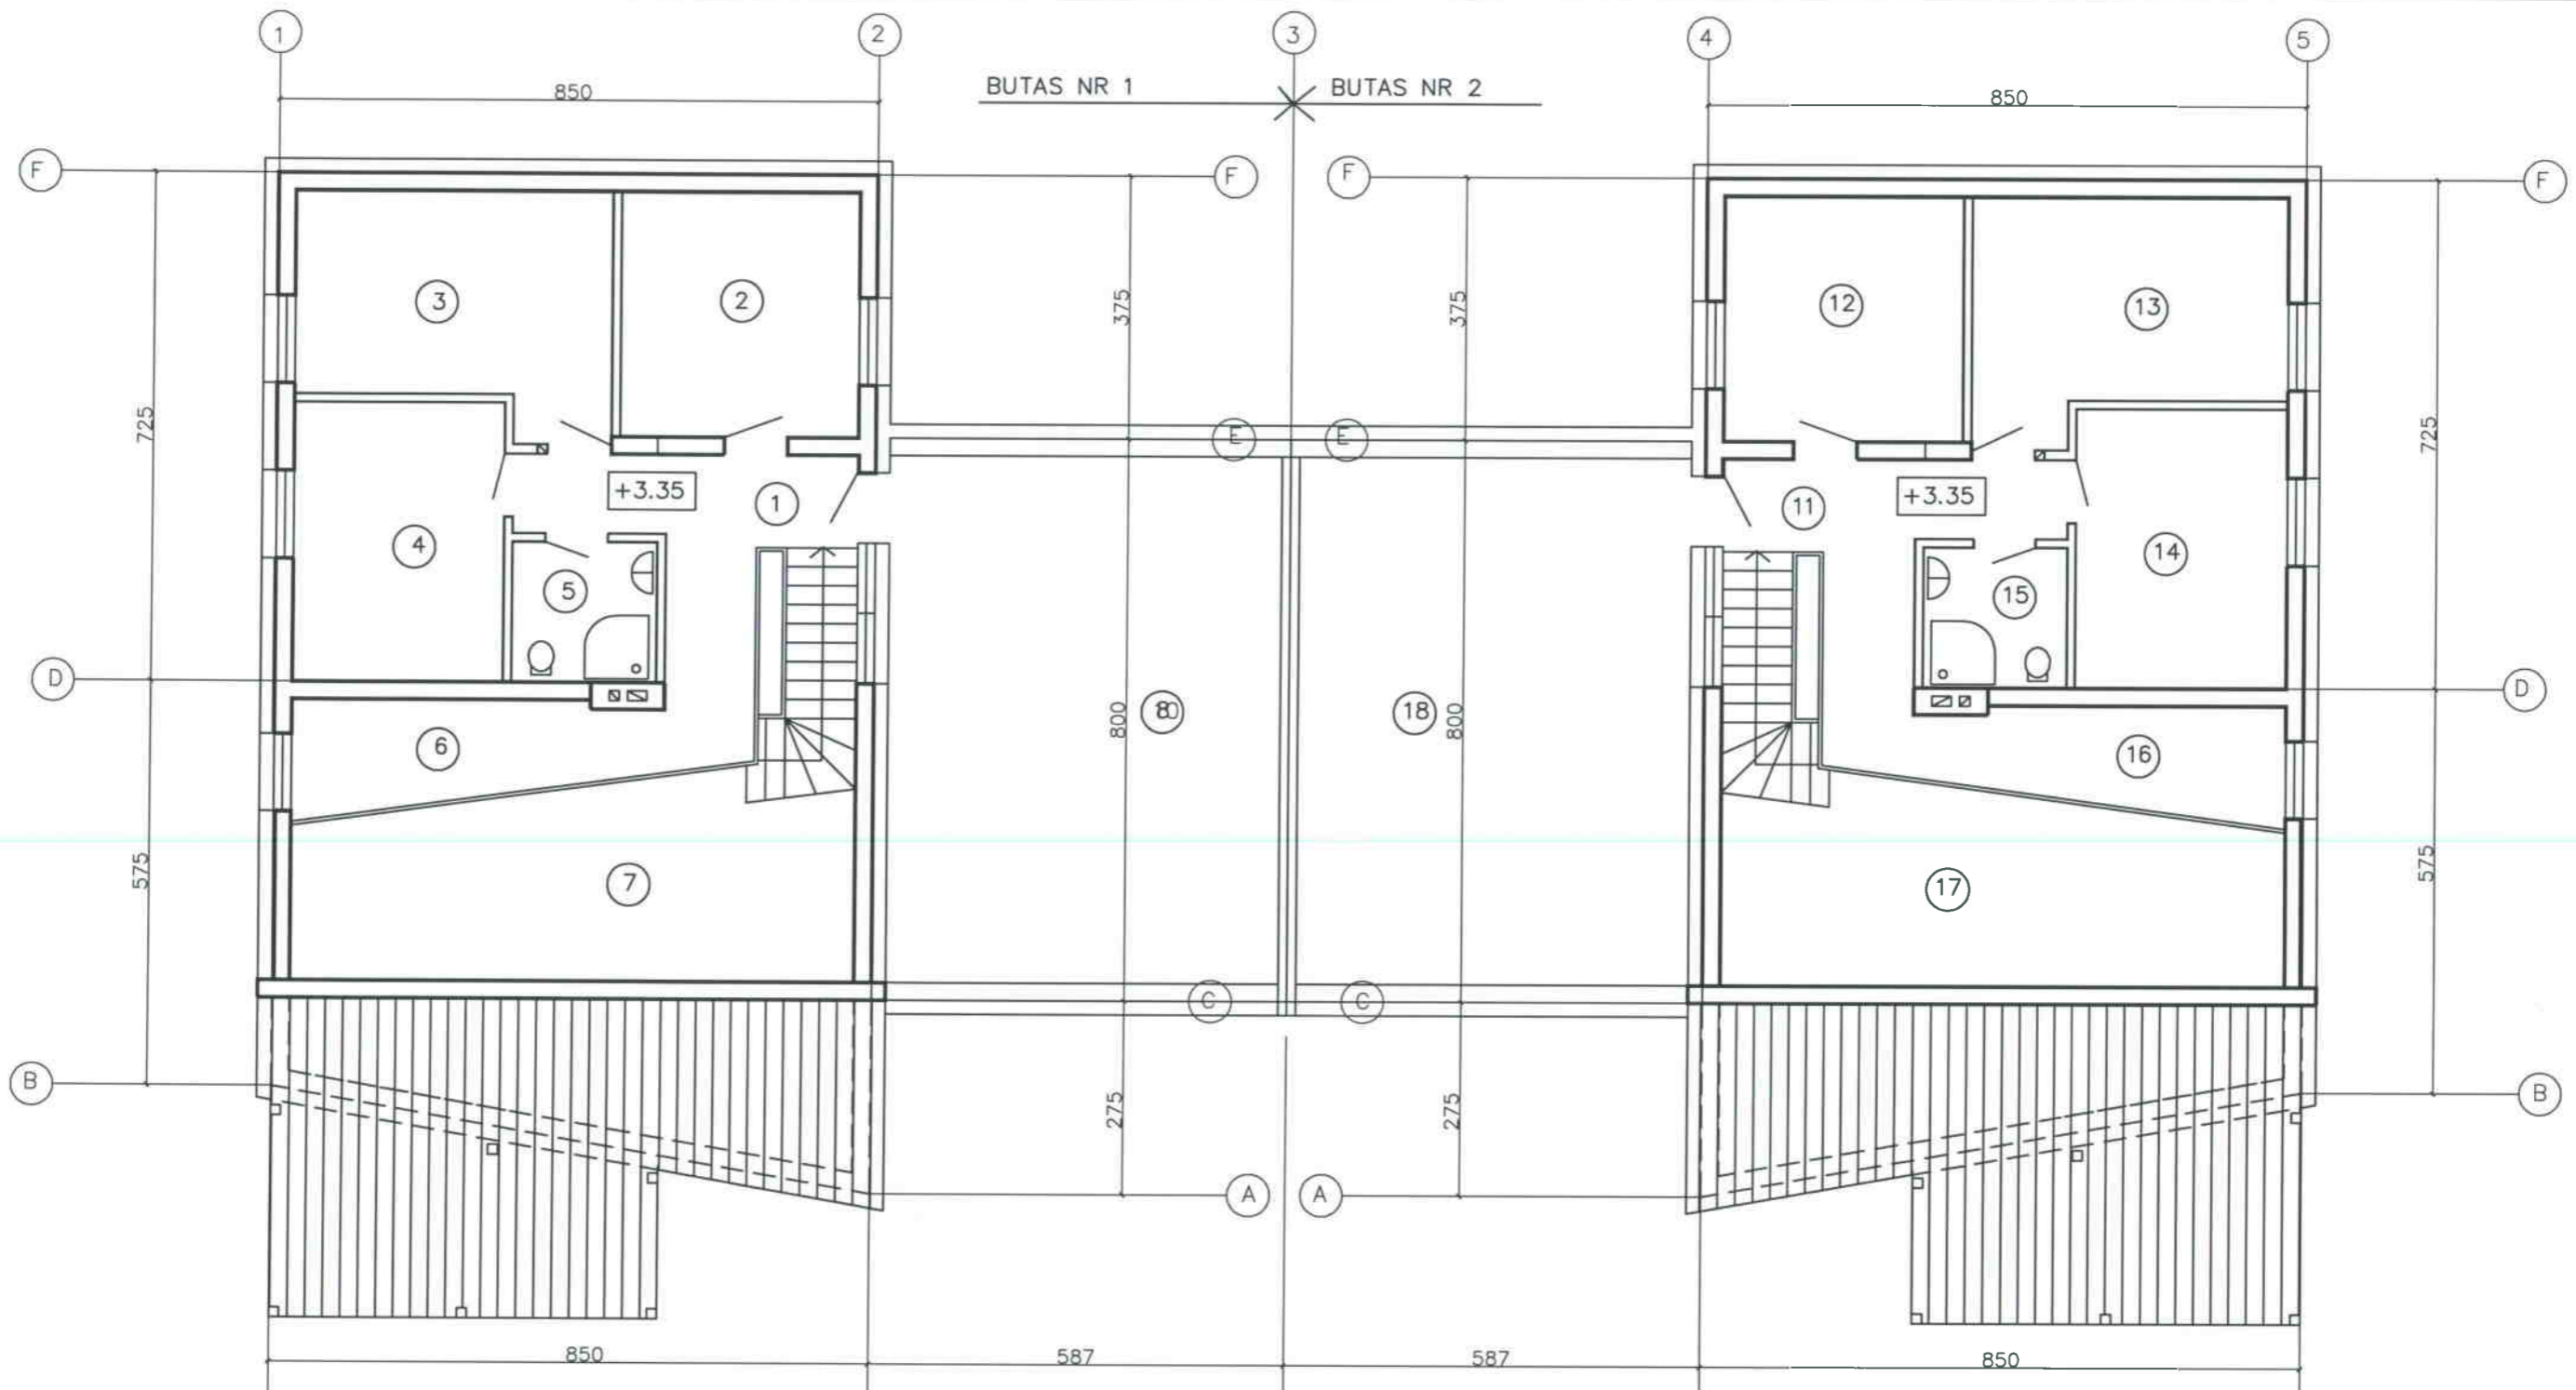 1 2 3 4 5
BUTAS NR 1 BUTAS NR 2
850 850
F F F F
3 2 12 13
375 375
725 725
E E
+3.35 +3.35
1 11
4 14
5 15
D D
800 18 800
6 16
575 7 17 575
C C
B B
275 275
A A
850 587 587 850